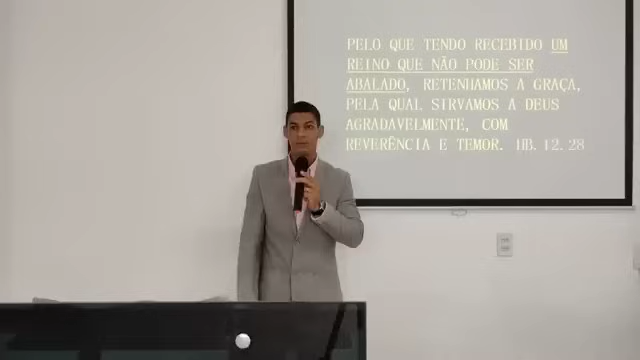 PELO QUE TENDO RECEBIDO UM
REINO QUE NÃO PODE SER
ABALADO, RETENHAMOS A GRAÇA,
PELA QUAL SIRVAMOS A DEUS
AGRADAVELMENTE, COM
REVERÊNCIA E TEMOR. HB.12.28